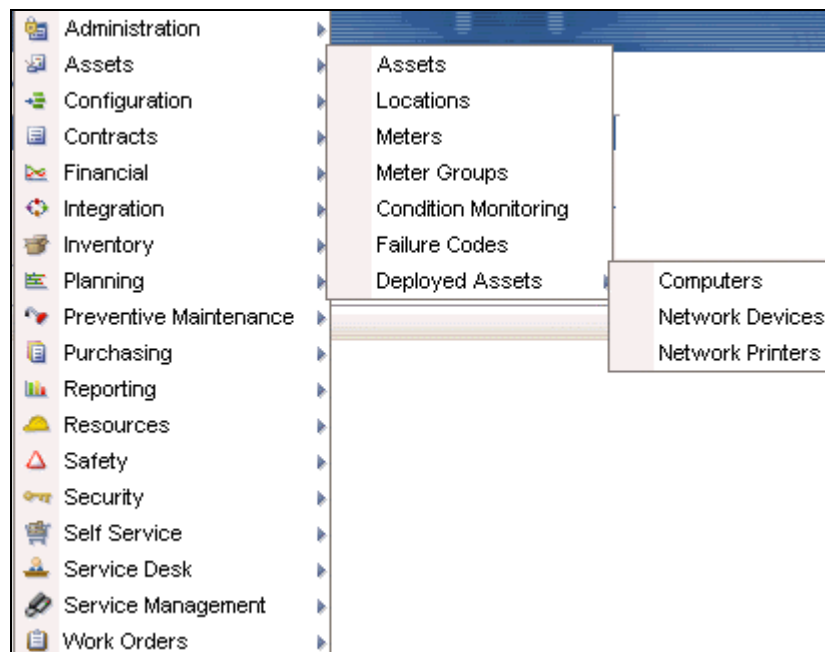 Administration
Assets
Configuration
Contracts
Financial
Integration
Inventory
Planning
Preventive Maintenance
Purchasing
Reporting
Resources
Safety
Security
Self Service
Service Desk
Service Management
Work Orders
Assets
Locations
Meters
Meter Groups
Condition Monitoring
Failure Codes
Deployed Assets
Computers
Network Devices
Network Printers